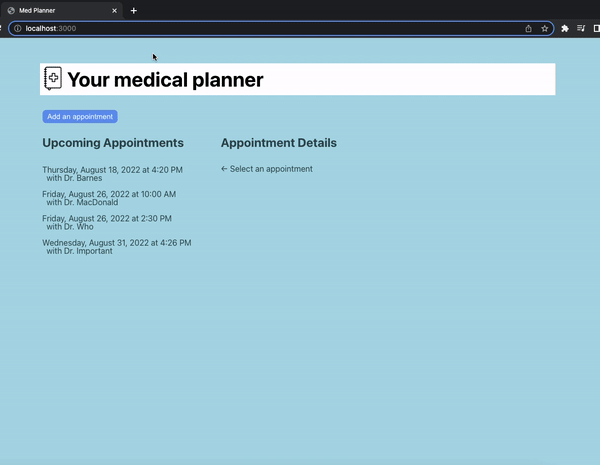 Med Planner
localhost:3000
Your medical planner
Add an appointment
Upcoming Appointments
Thursday, August 18, 2022 at 4:20 PM
with Dr. Barnes
Friday, August 26, 2022 at 10:00 AM
with Dr. MacDonald
Friday, August 26, 2022 at 2:30 PM
with Dr. Who
Wednesday, August 31, 2022 at 4:26 PM
with Dr. Important
Appointment Details
← Select an appointment